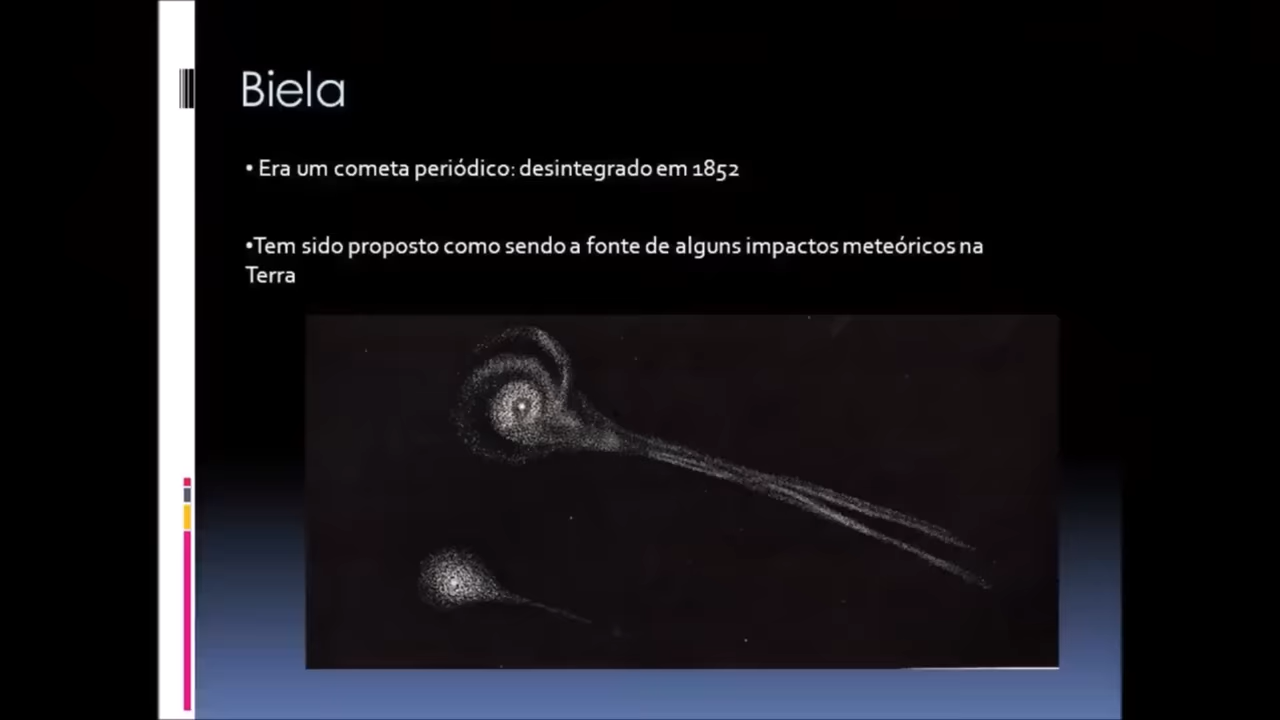 Biela
• Era um cometa periódico: desintegrado em 1852
•Tem sido proposto como sendo a fonte de alguns impactos meteóricos na
Terra